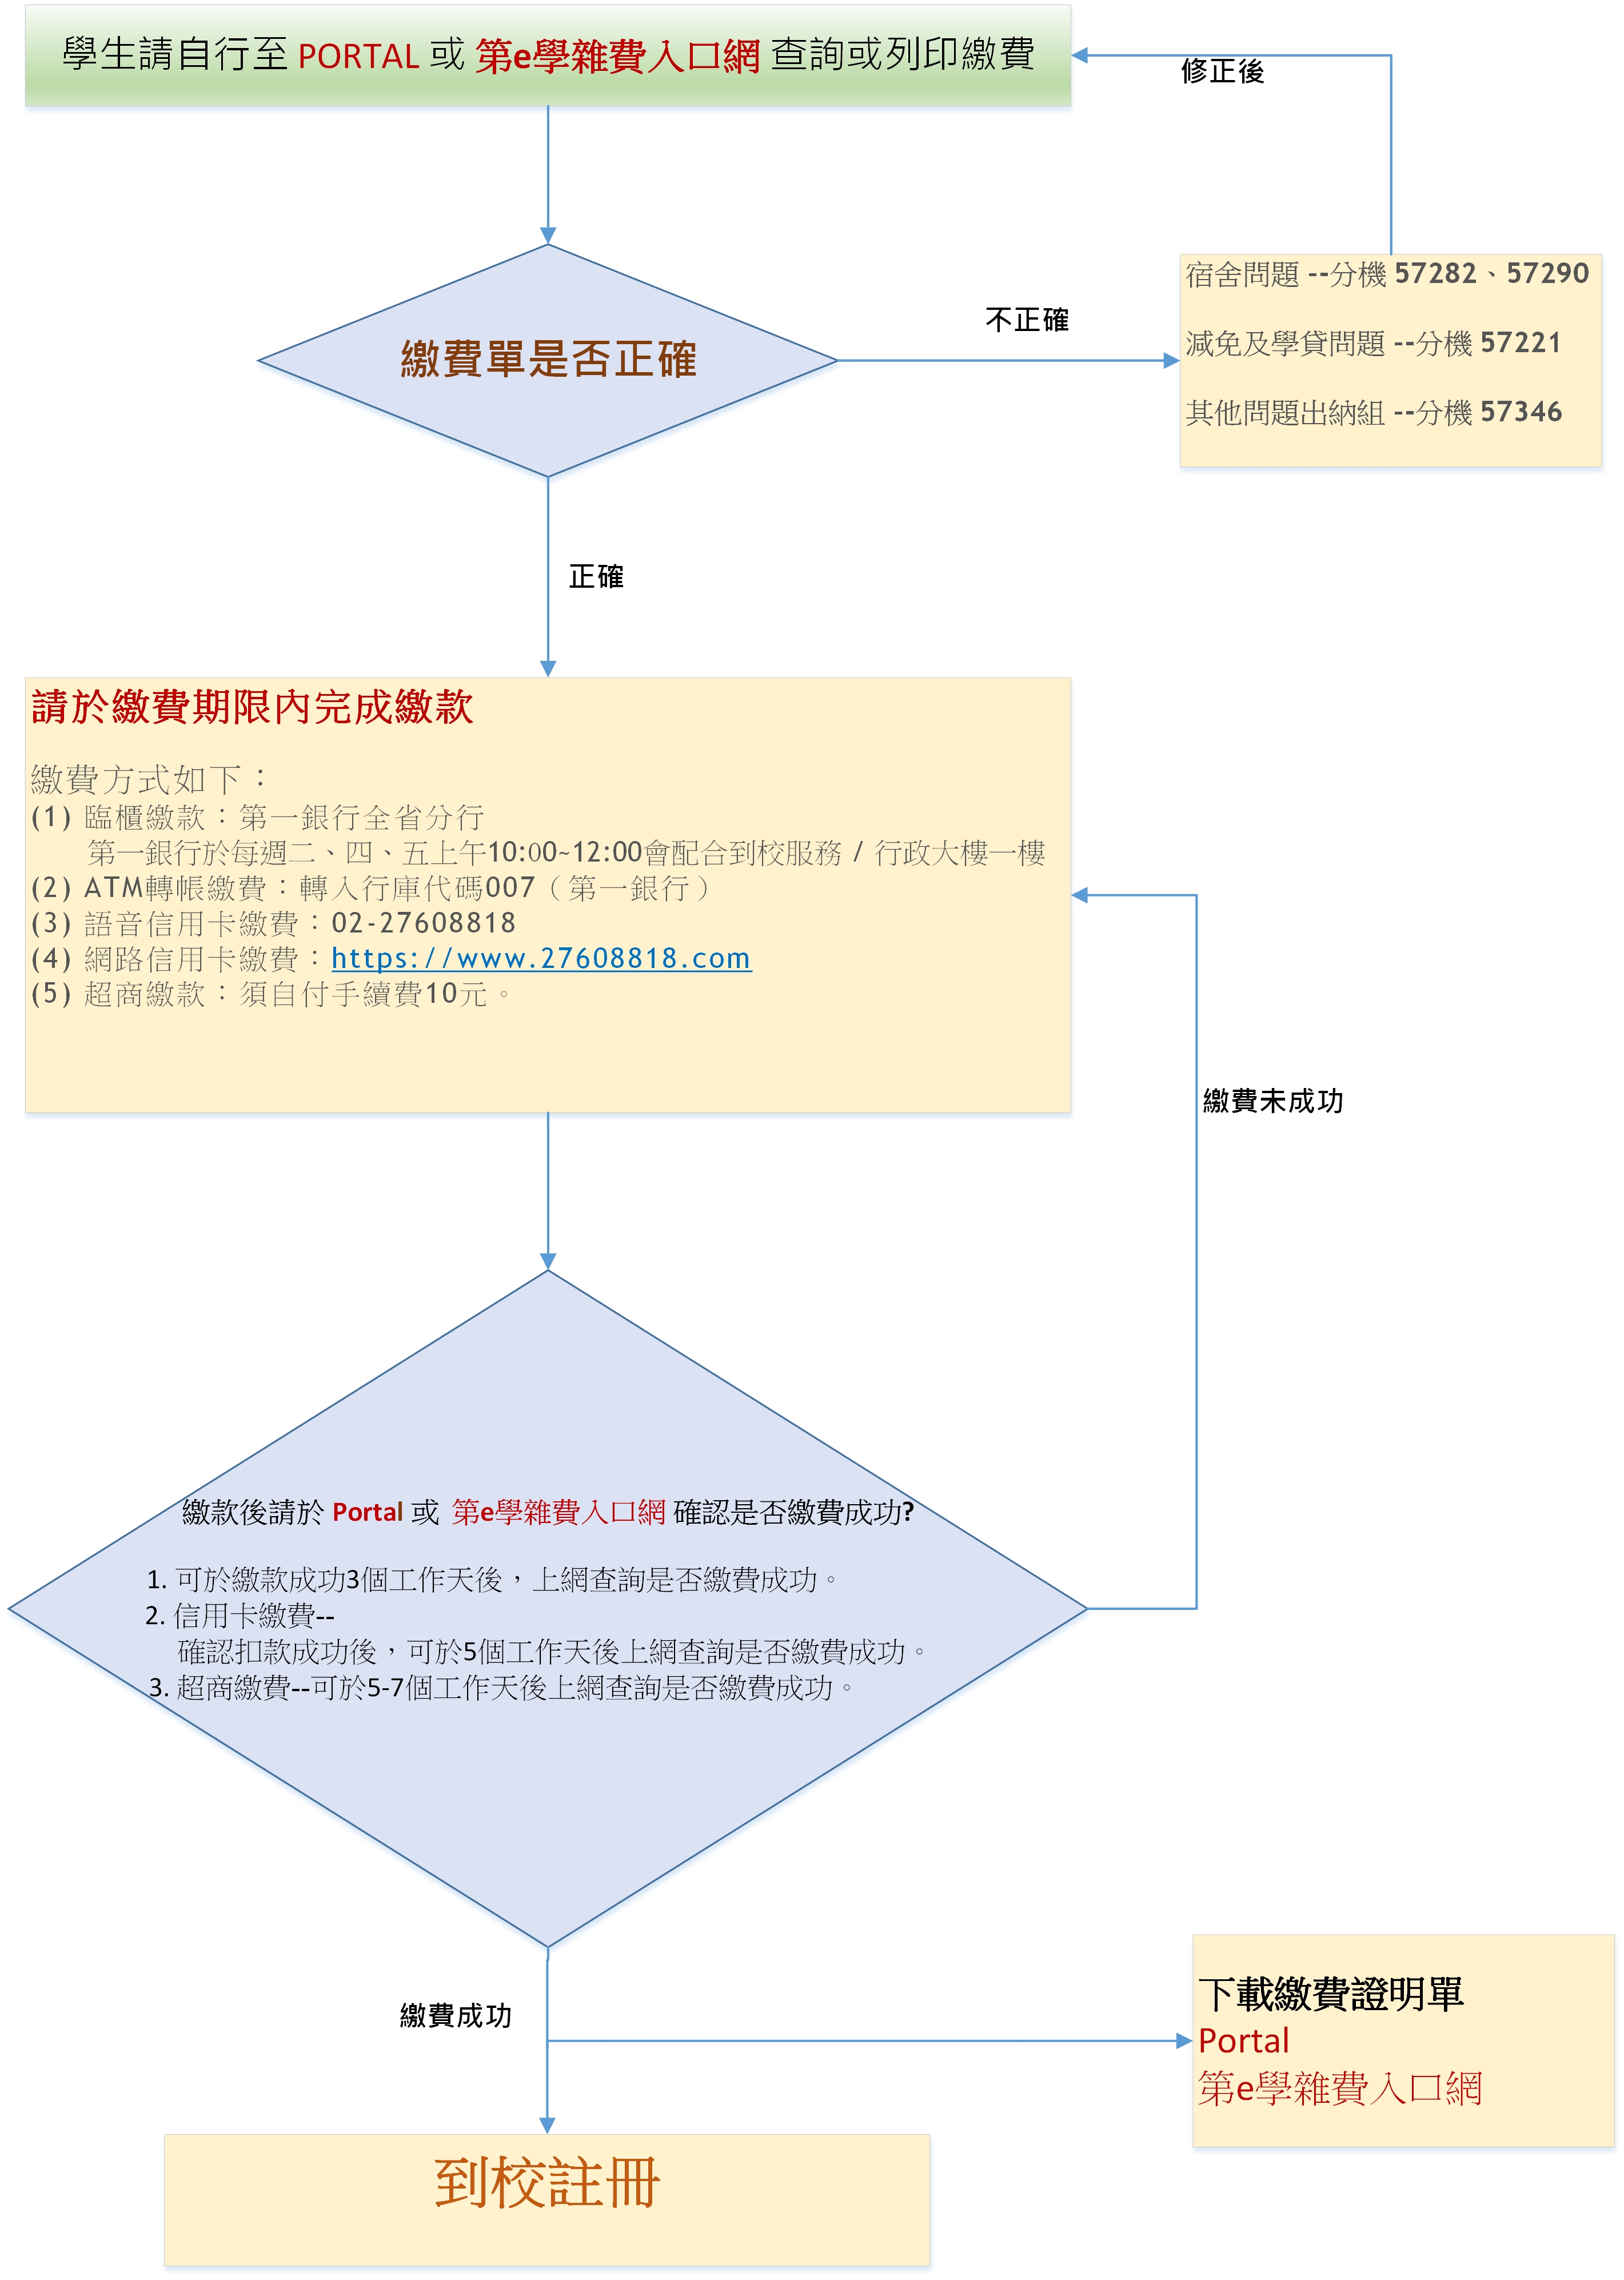 學生請自行至 PORTAL 或 第e學雜費入口網 查詢或列印繳費
修正後
繳費單是否正確
不正確
宿舍問題 --分機 57282、57290
減免及學貸問題 --分機 57221
其他問題出納組 --分機 57346
正確
請於繳費期限內完成繳款
繳費方式如下：
(1) 臨櫃繳款：第一銀行全省分行
第一銀行於每週二、四、五上午10:00~12:00會配合到校服務 / 行政大樓一樓
(2) ATM轉帳繳費：轉入行庫代碼007（第一銀行）
(3) 語音信用卡繳費：02-27608818
(4) 網路信用卡繳費：https://www.27608818.com
(5) 超商繳款：須自付手續費10元。
繳費未成功
繳款後請於 Portal 或 第e學雜費入口網 確認是否繳費成功?
1. 可於繳款成功3個工作天後，上網查詢是否繳費成功。
2. 信用卡繳費--
確認扣款成功後，可於5個工作天後上網查詢是否繳費成功。
3. 超商繳費--可於5-7個工作天後上網查詢是否繳費成功。
繳費成功
下載繳費證明單
Portal
第e學雜費入口網
到校註冊